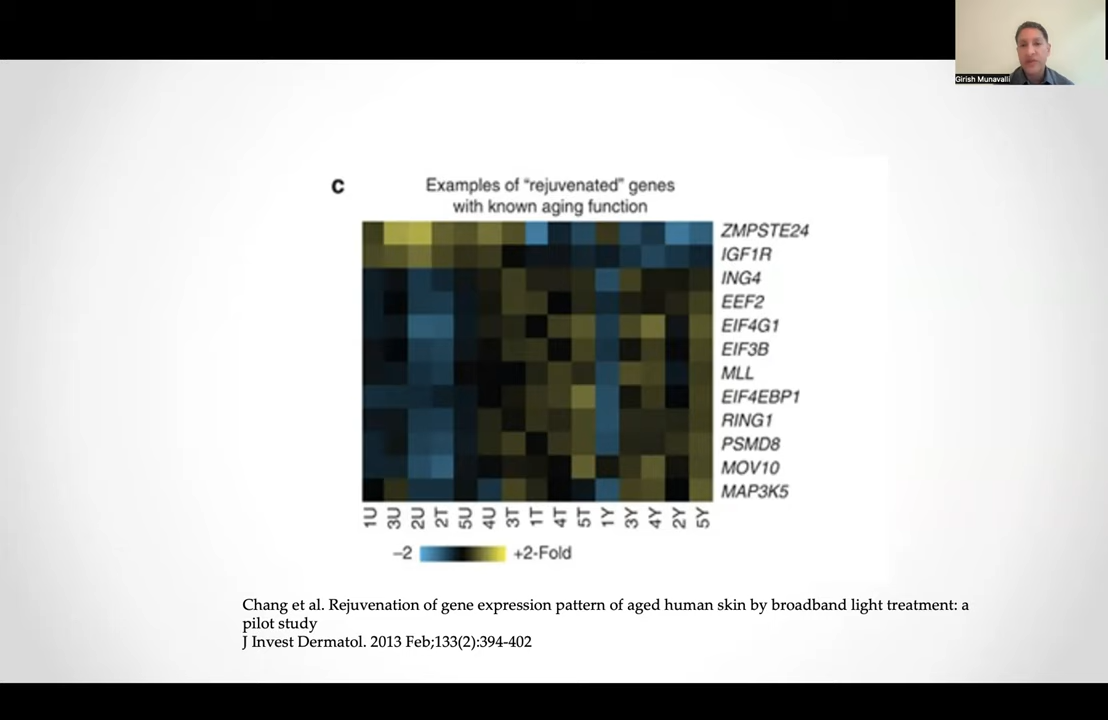 Girish Munavalli
c
Examples of "rejuvenated" genes
with known aging function
ZMPSTE24
IGF1R
ING4
EEF2
EIF4G1
EIF3B
MLL
EIF4EBP1
RING1
PSMD8
MOV10
MAP3K5
1U 3U 2U 2T 5U 4U 3T 1T 4T 5T 1Y 3Y 4Y 2Y 5Y
–2 +2-Fold
Chang et al. Rejuvenation of gene expression pattern of aged human skin by broadband light treatment: a
pilot study
J Invest Dermatol. 2013 Feb;133(2):394-402